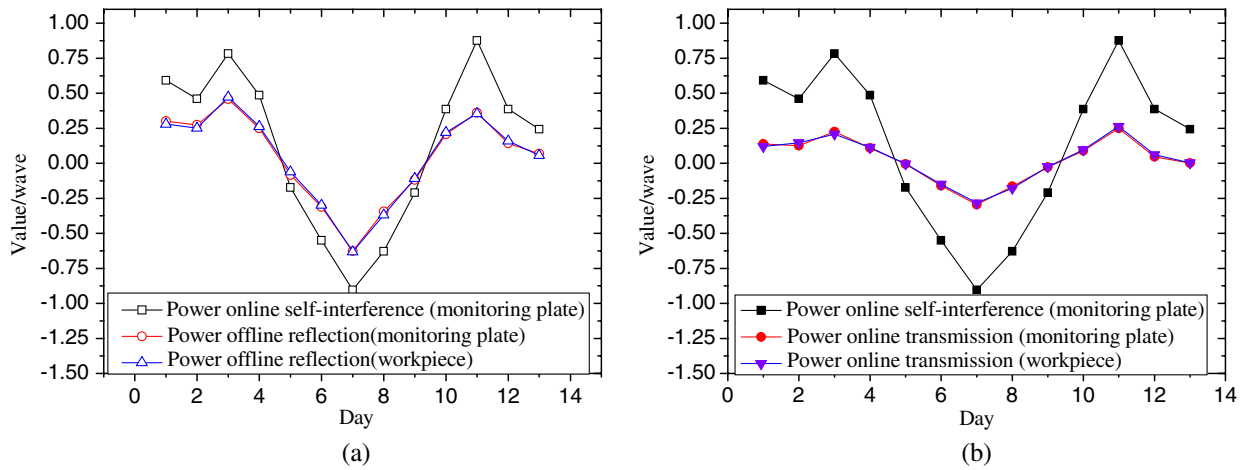 1.00
0.75
0.50
0.25
0.00
-0.25
-0.50
-0.75
-1.00
-1.25
-1.50
Value/wave
Power online self-interference (monitoring plate)
Power offline reflection(monitoring plate)
Power offline reflection(workpiece)
0 2 4 6 8 10 12 14
Day
(a)
1.00
0.75
0.50
0.25
0.00
-0.25
-0.50
-0.75
-1.00
-1.25
-1.50
Value/wave
Power online self-interference (monitoring plate)
Power online transmission (monitoring plate)
Power online transmission (workpiece)
0 2 4 6 8 10 12 14
Day
(b)